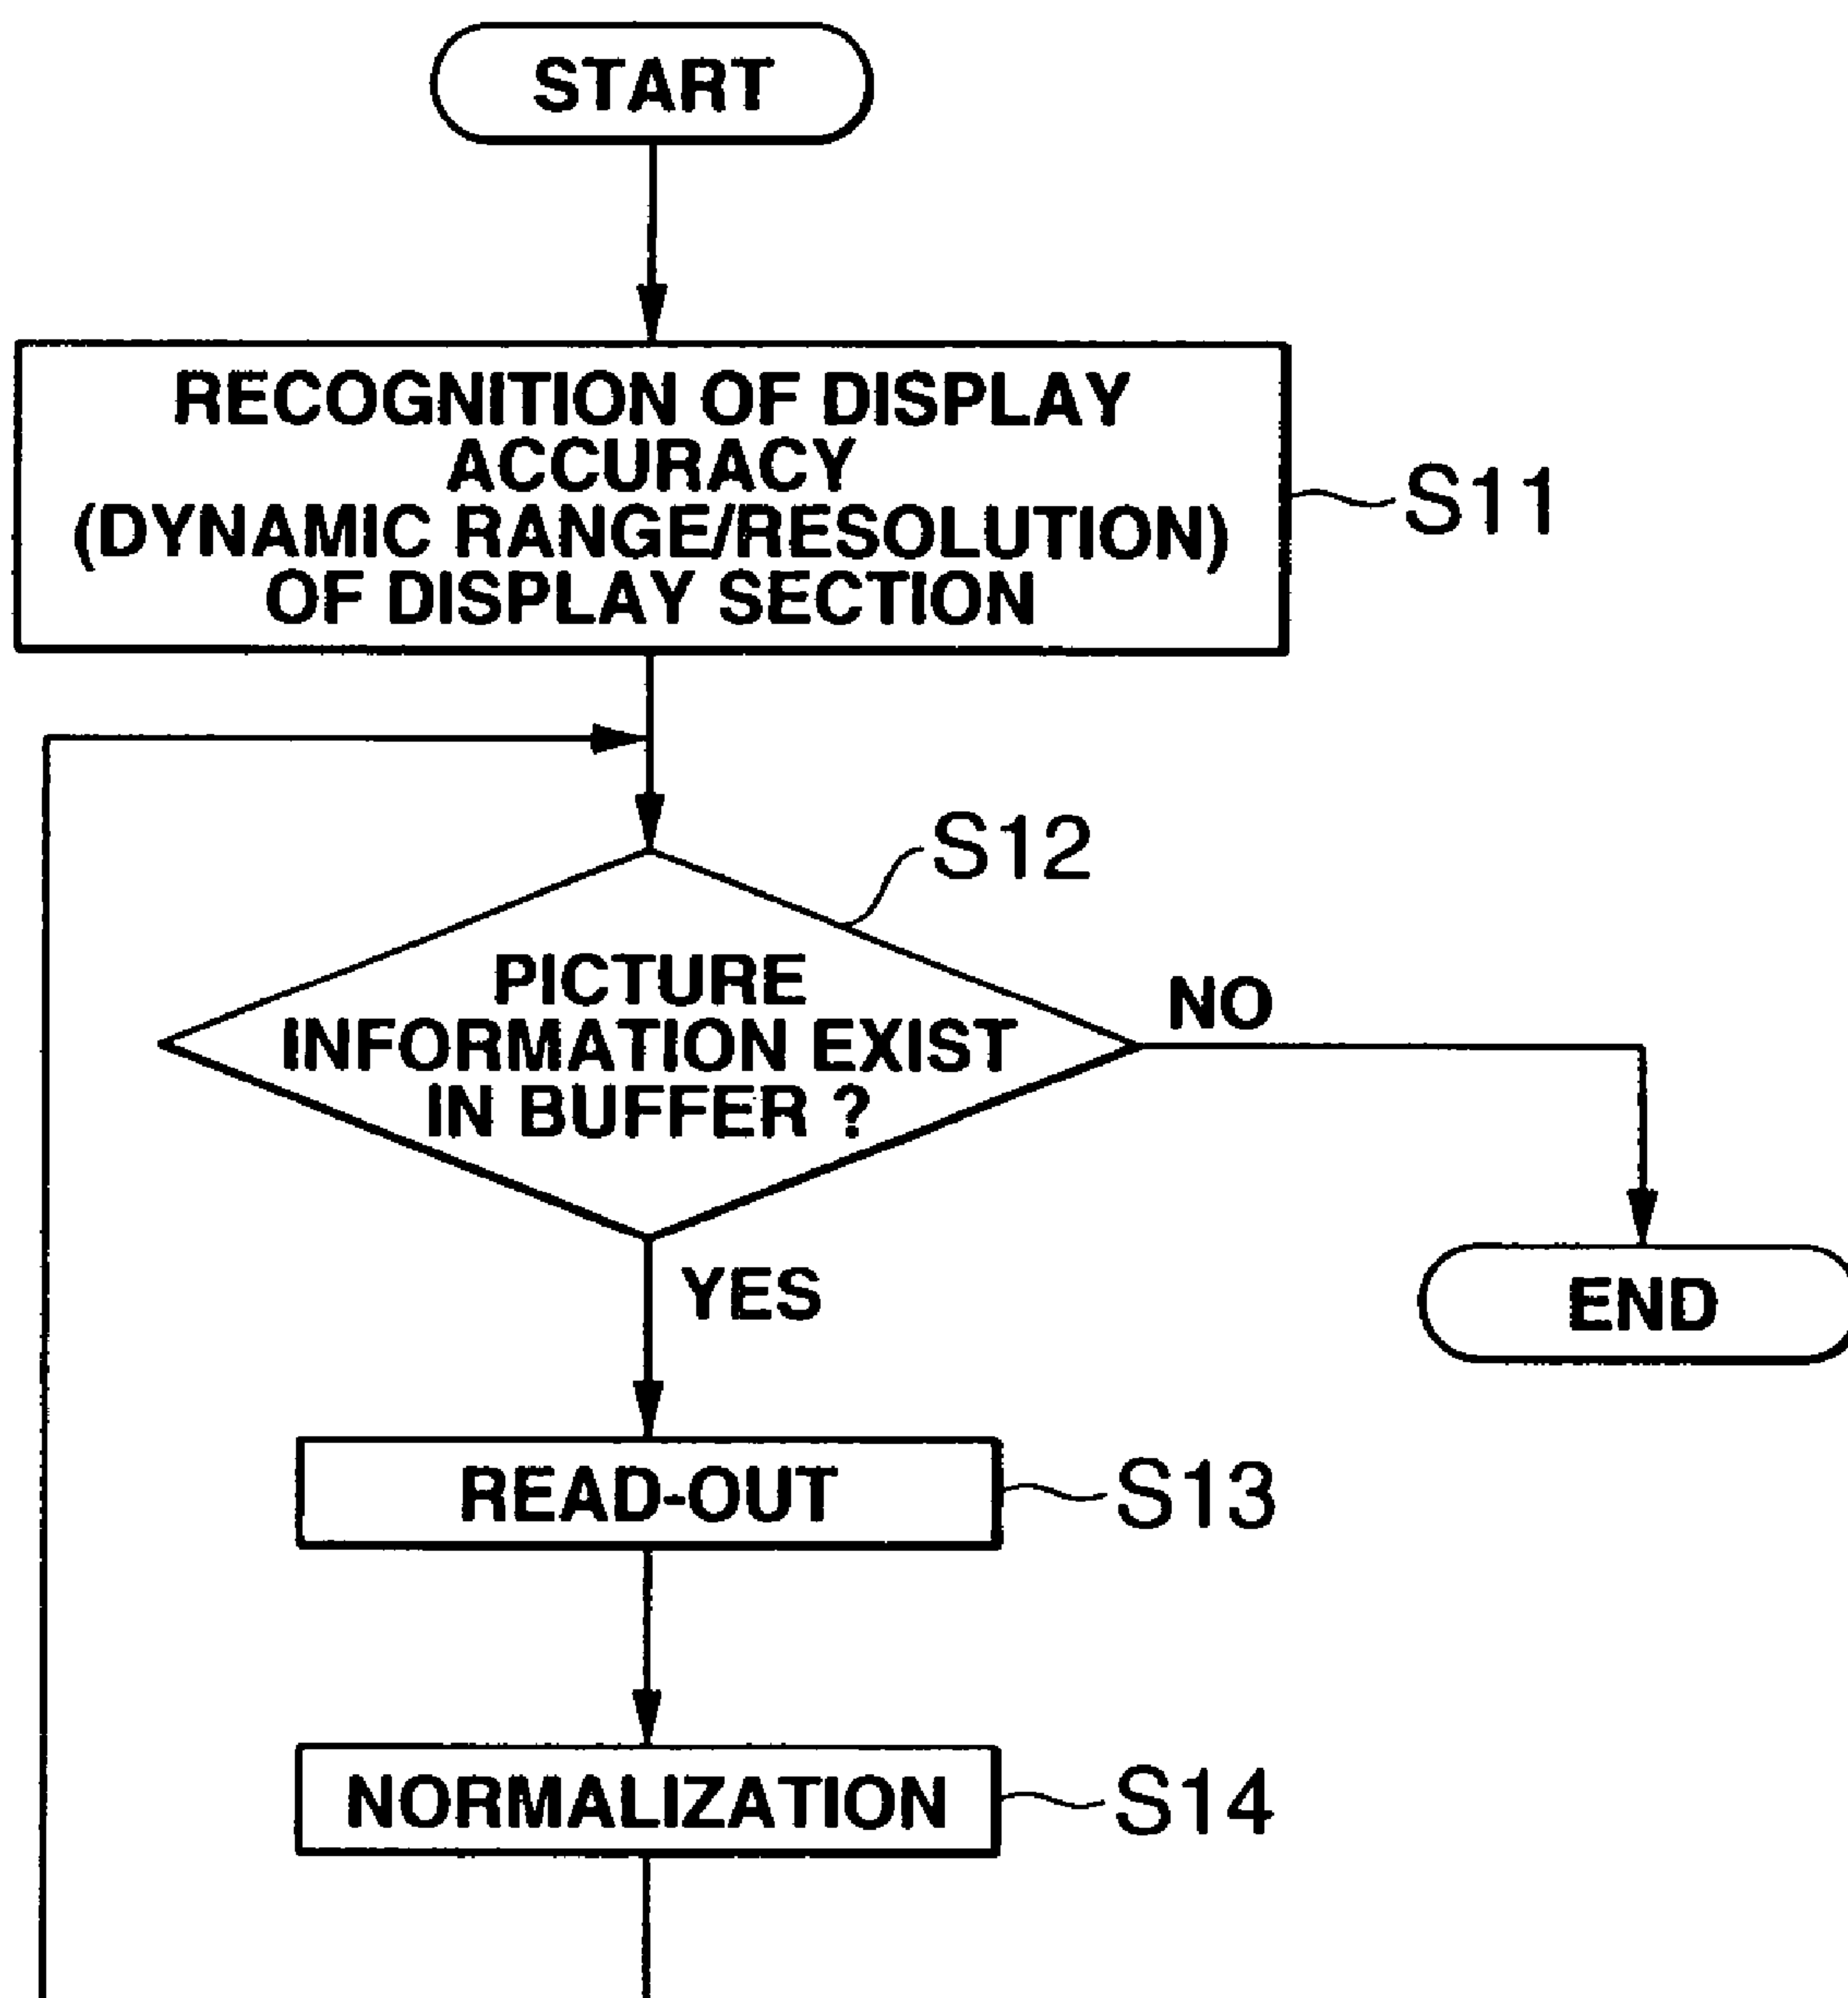 START
RECOGNITION OF DISPLAY
ACCURACY
(DYNAMIC RANGE/RESOLUTION)
OF DISPLAY SECTION
S11
S12
PICTURE
INFORMATION EXIST
IN BUFFER ?
NO
YES
END
READ-OUT
S13
NORMALIZATION
S14